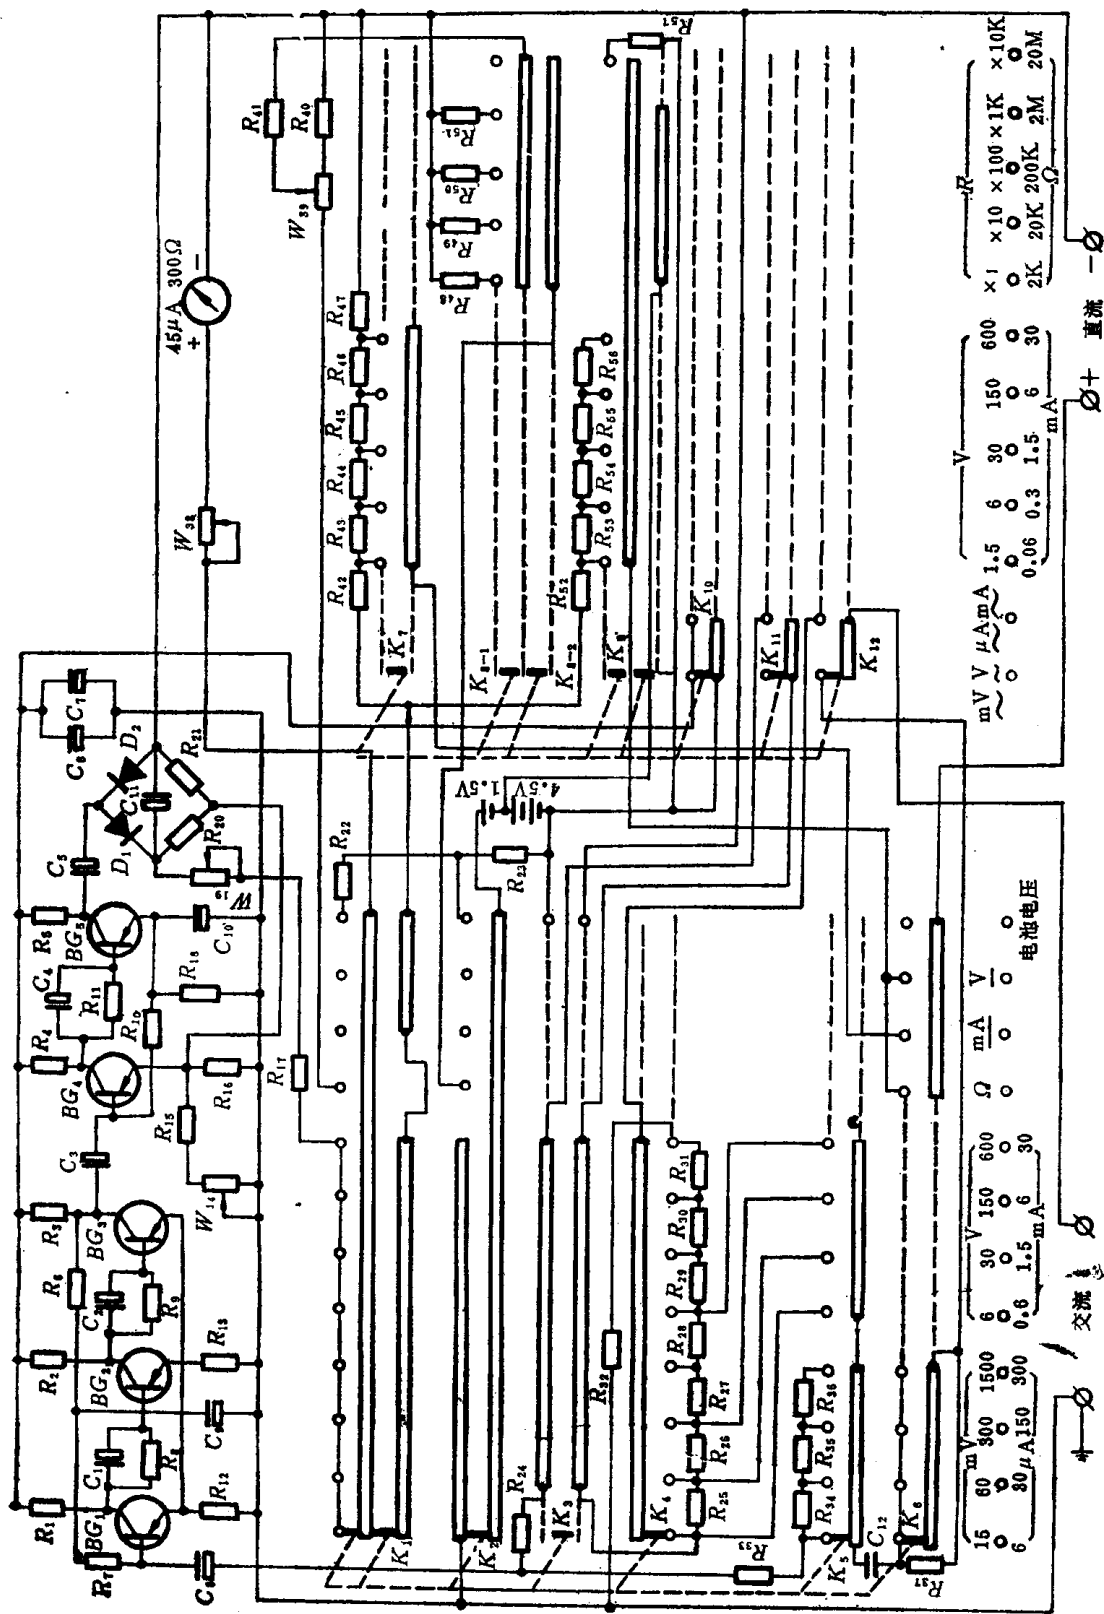 R₁
R₂
R₃
R₄
R₅
R₆
R₇
R₈
R₉
R₁₀
R₁₁
R₁₂
R₁₃
W₁₄
R₁₅
R₁₆
R₁₇
R₁₈
W₁₉
R₂₀
R₂₁
BG₁
BG₂
BG₃
BG₄
BG₅
C₁
C₂
C₃
C₄
C₅
C₆
C₇
C₈
C₉
C₁₀
C₁₁
C₁₂
D₁
D₂
45μA 300Ω
+ −
W₃₈
W₃₉
R₄₀
R₄₁
R₄₂
R₄₃
R₄₄
R₄₅
R₄₆
R₄₇
R₄₈
R₄₉
R₅₀
R₅₁
R₅₂
R₅₃
R₅₄
R₅₅
R₅₆
R₅₇
K₇
K₈₋₁
K₈₋₂
K₉
K₁₀
K₁₁
K₁₂
1.5V
4.5V
R₂₂
R₂₃
R₂₄
R₂₅
R₂₆
R₂₇
R₂₈
R₂₉
R₃₀
R₃₁
R₃₂
R₃₃
R₃₄
R₃₅
R₃₆
R₃₇
K₁
K₂
K₃
K₄
K₅
K₆
mV V μA mA
V
1.5 6 30 150 600
0.06 0.3 1.5 6 30
mA
R
×1 ×10 ×100 ×1K ×10K
2K 20K 200K 2M 20M
Ω
+ 直流 −
mV
15 60 300 1500
6 30 150 300
μA
V
6 30 150 600
0.6 1.5 6 30
mA
Ω mA V 电池电压
交流